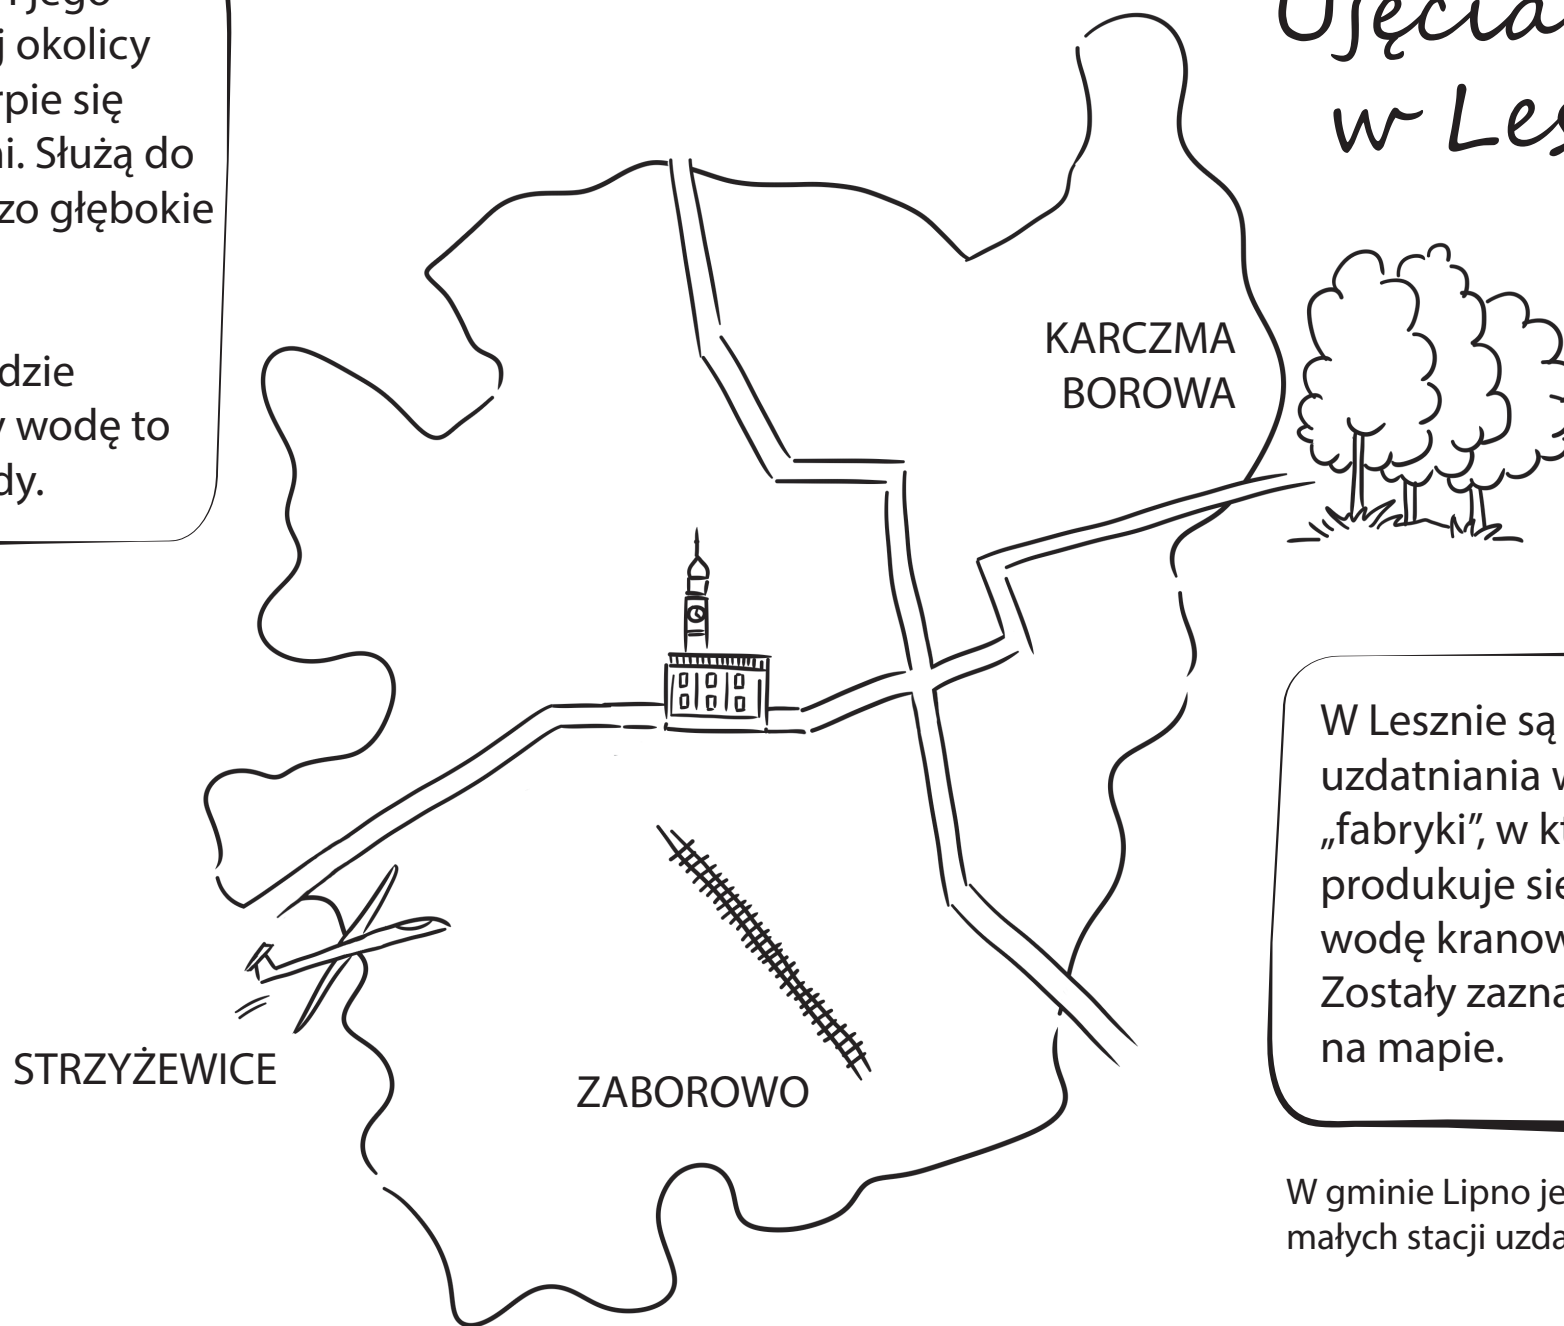 i jego
j okolicy
rpie się
ni. Służą do
zo głębokie
dzie
y wodę to
dy.
Ujęcia
w Les
KARCZMA
BOROWA
STRZYŻEWICE
ZABOROWO
W Lesznie są
uzdatniania w
„fabryki”, w kt
produkuje się
wodę kranow
Zostały zazna
na mapie.
W gminie Lipno je
małych stacji uzda